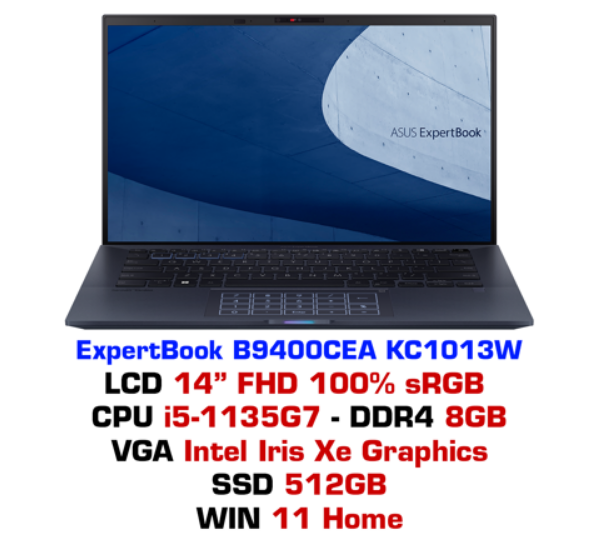 ASUS ExpertBook
ExpertBook B9400CEA KC1013W
LCD 14” FHD 100% sRGB
CPU i5-1135G7 - DDR4 8GB
VGA Intel Iris Xe Graphics
SSD 512GB
WIN 11 Home